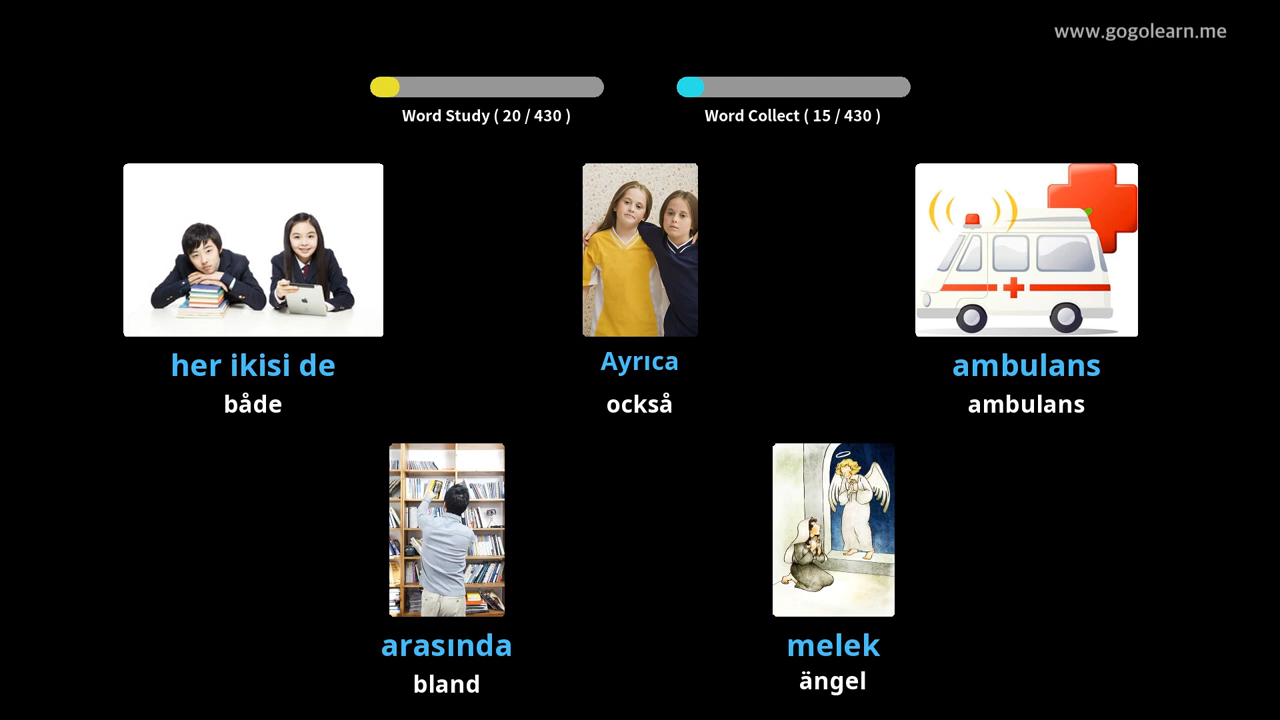 www.gogolearn.me
Word Study ( 20 / 430 )
Word Collect ( 15 / 430 )
her ikisi de
både
Ayrıca
också
ambulans
ambulans
arasında
bland
melek
ängel